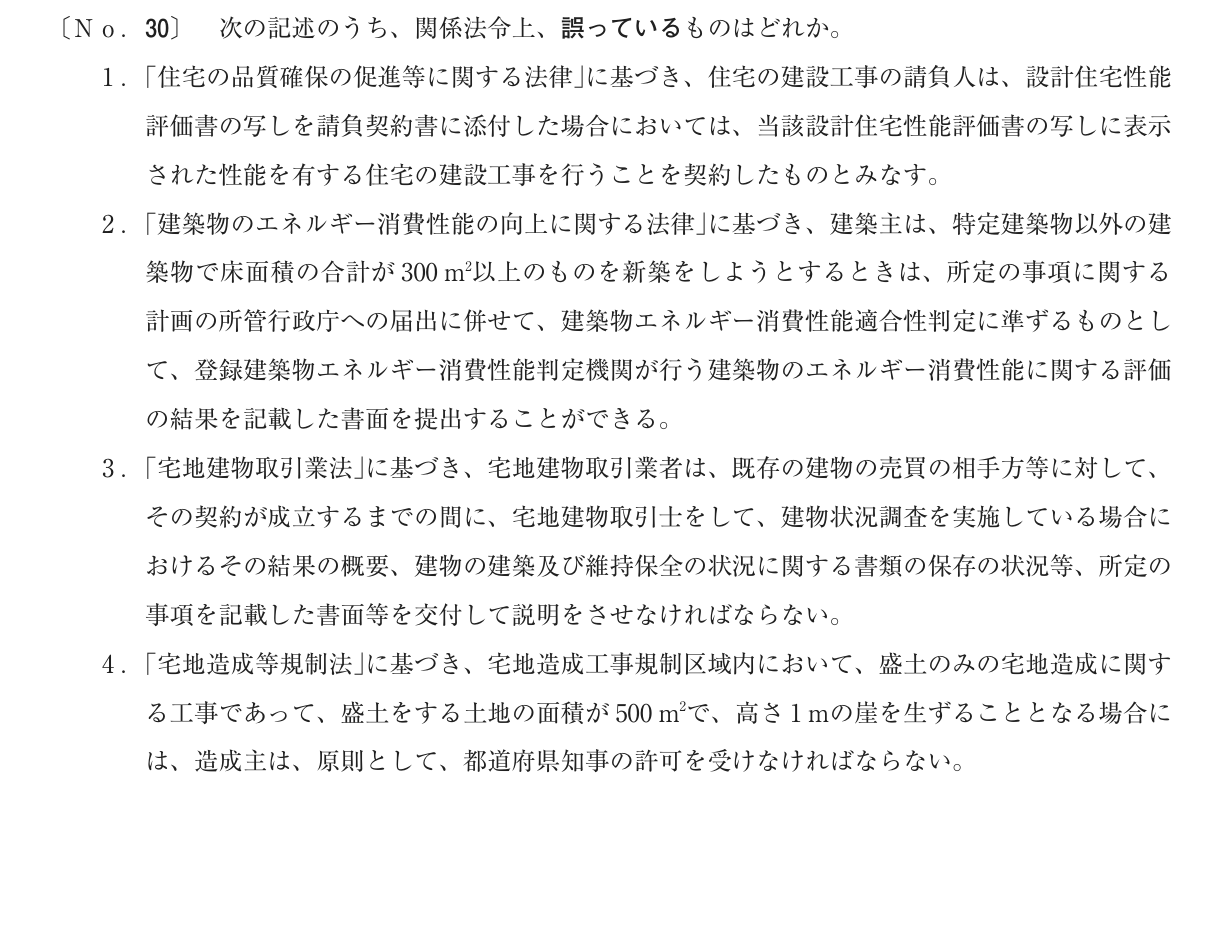 〔Ｎｏ．30〕　次の記述のうち、関係法令上、誤っているものはどれか。
１．「住宅の品質確保の促進等に関する法律」に基づき、住宅の建設工事の請負人は、設計住宅性能
評価書の写しを請負契約書に添付した場合においては、当該設計住宅性能評価書の写しに表示
された性能を有する住宅の建設工事を行うことを契約したものとみなす。
２．「建築物のエネルギー消費性能の向上に関する法律」に基づき、建築主は、特定建築物以外の建
築物で床面積の合計が 300 m²以上のものを新築をしようとするときは、所定の事項に関する
計画の所管行政庁への届出に併せて、建築物エネルギー消費性能適合性判定に準ずるものとし
て、登録建築物エネルギー消費性能判定機関が行う建築物のエネルギー消費性能に関する評価
の結果を記載した書面を提出することができる。
３．「宅地建物取引業法」に基づき、宅地建物取引業者は、既存の建物の売買の相手方等に対して、
その契約が成立するまでの間に、宅地建物取引士をして、建物状況調査を実施している場合に
おけるその結果の概要、建物の建築及び維持保全の状況に関する書類の保存の状況等、所定の
事項を記載した書面等を交付して説明をさせなければならない。
４．「宅地造成等規制法」に基づき、宅地造成工事規制区域内において、盛土のみの宅地造成に関す
る工事であって、盛土をする土地の面積が 500 m²で、高さ１mの崖を生ずることとなる場合に
は、造成主は、原則として、都道府県知事の許可を受けなければならない。